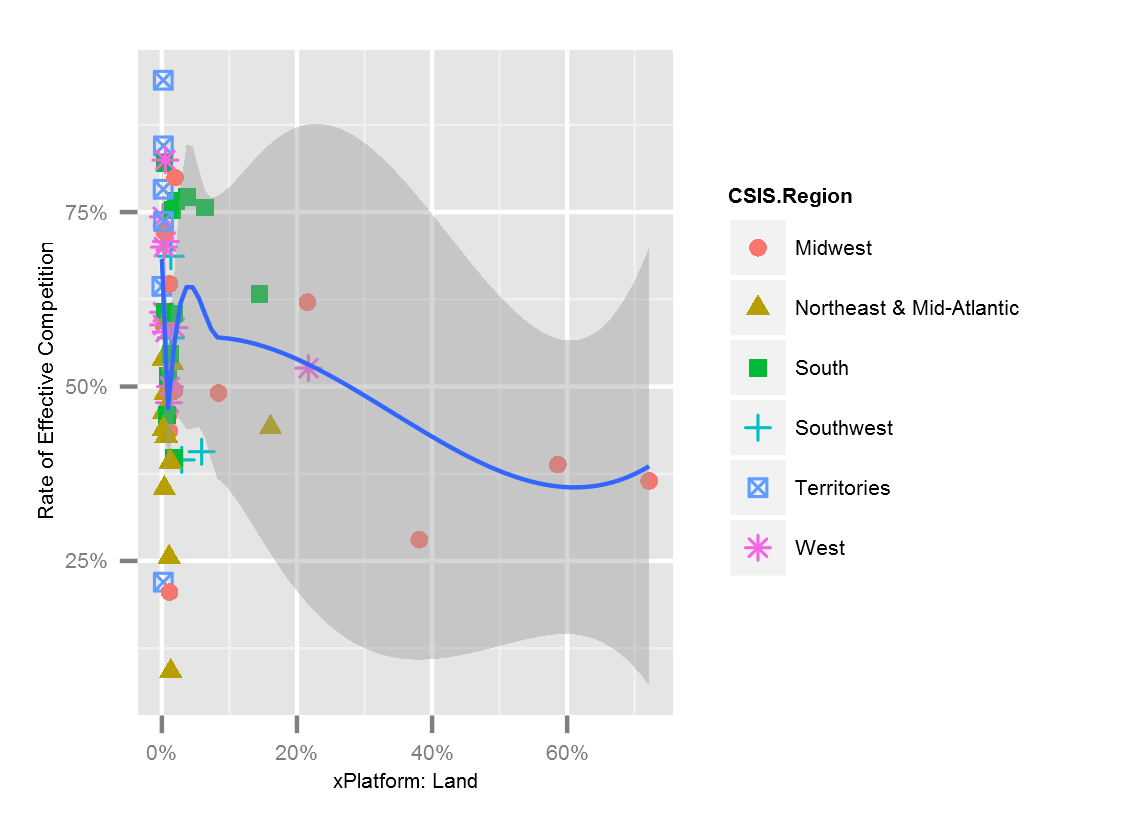 Rate of Effective Competition
75%
50%
25%
0%
20%
40%
60%
xPlatform: Land
CSIS.Region
Midwest
Northeast & Mid-Atlantic
South
Southwest
Territories
West